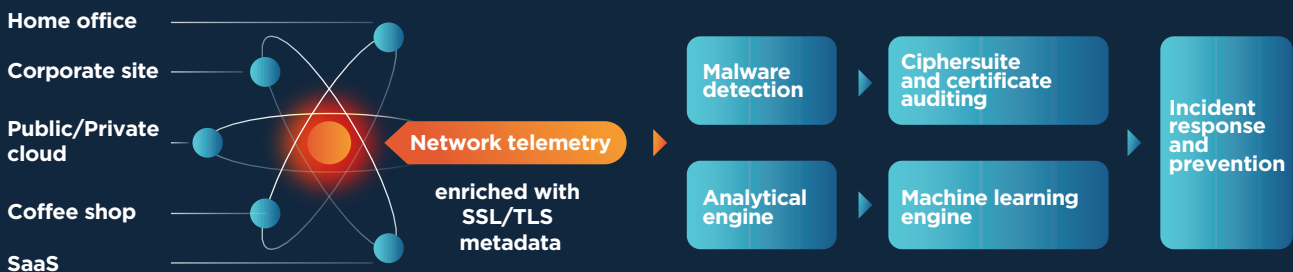 Home office
Corporate site
Public/Private
cloud
Coffee shop
SaaS
Network telemetry
enriched with
SSL/TLS
metadata
Malware
detection
Ciphersuite
and certificate
auditing
Analytical
engine
Machine learning
engine
Incident
response
and
prevention